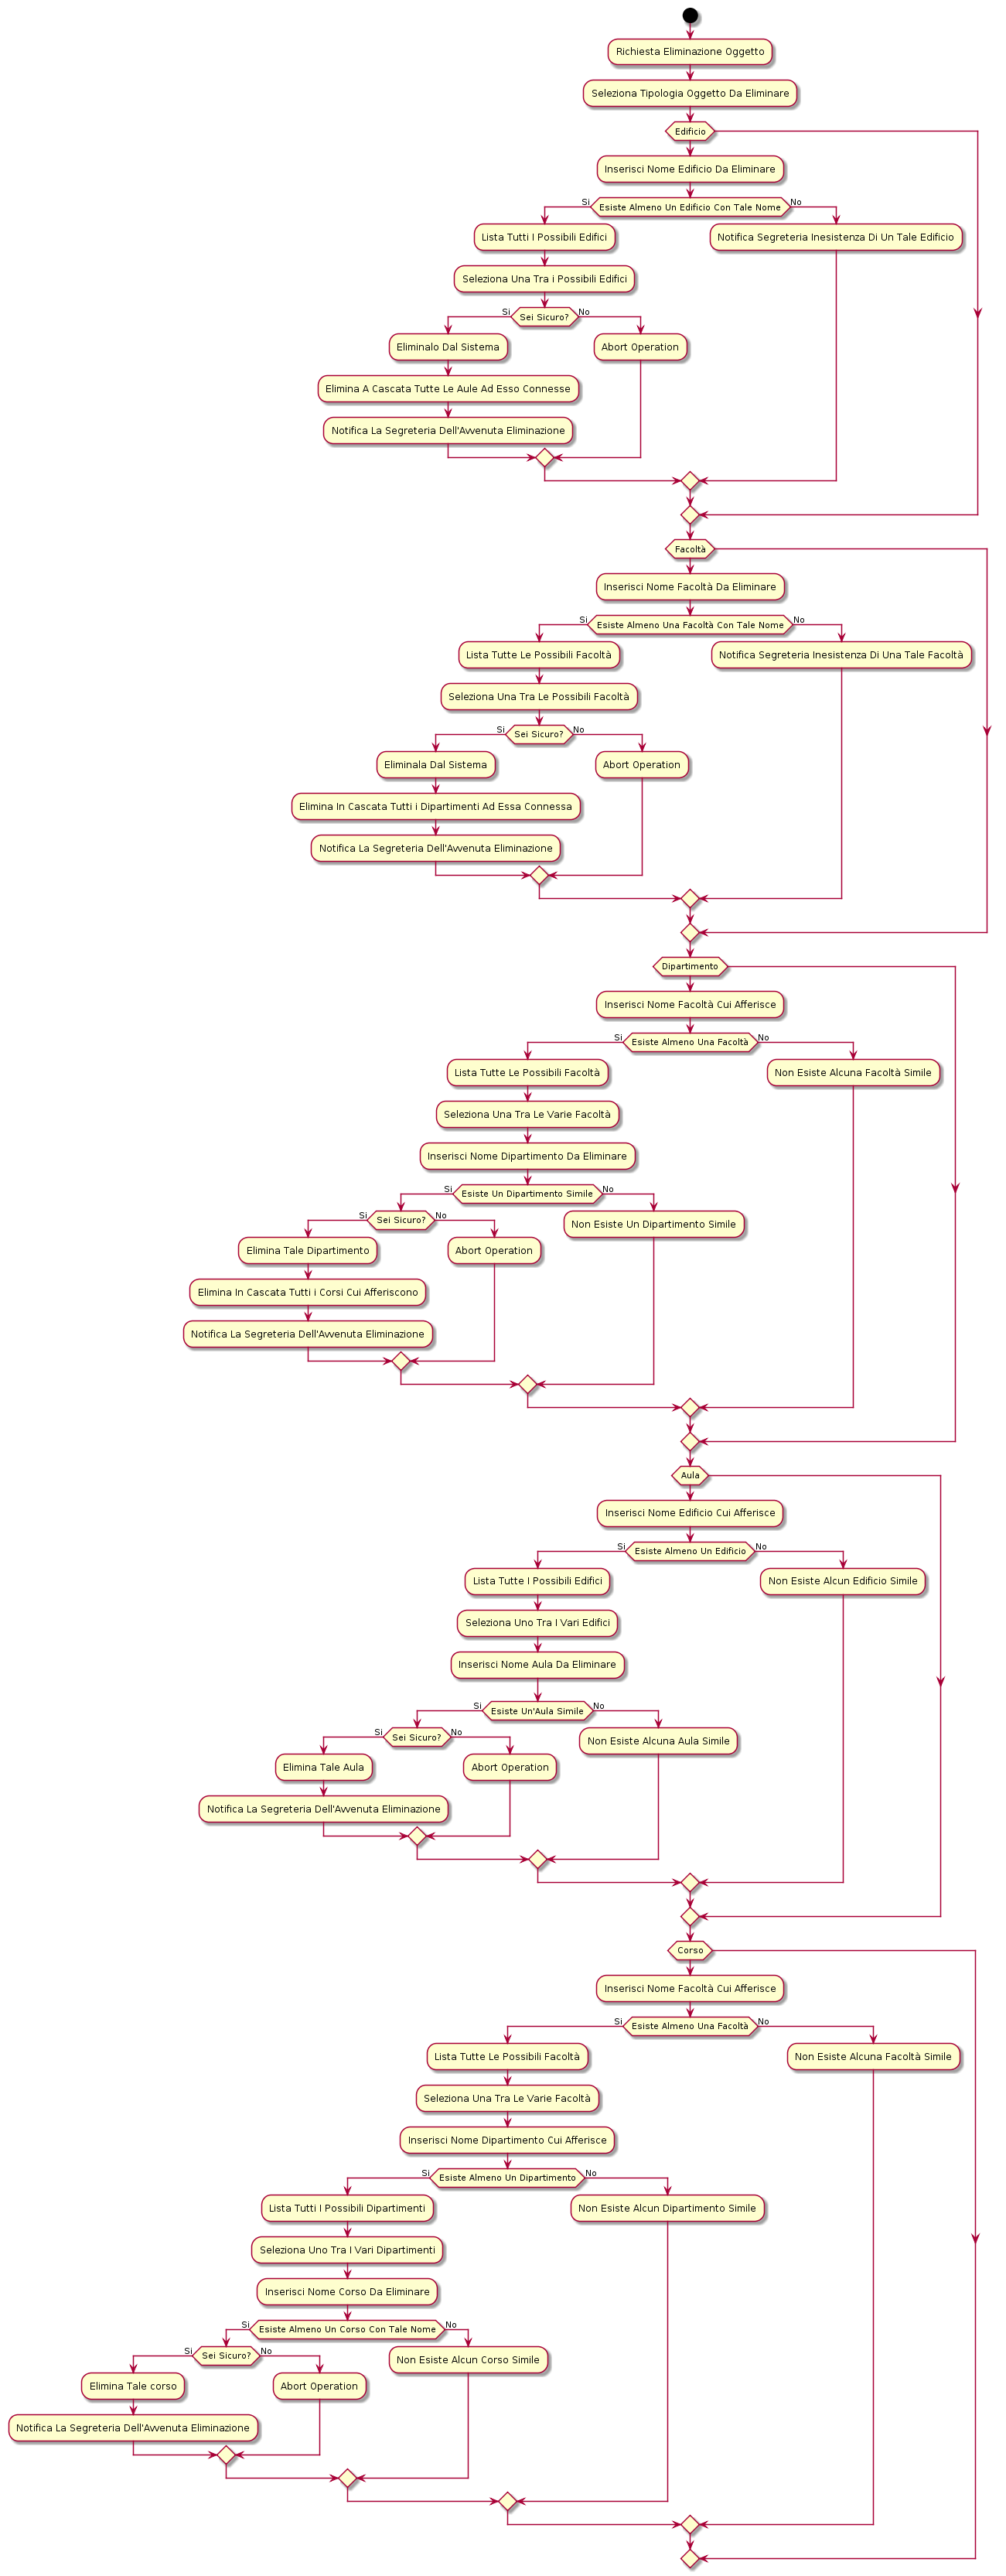 Richiesta Eliminazione Oggetto
Seleziona Tipologia Oggetto Da Eliminare
Edificio
Inserisci Nome Edificio Da Eliminare
Si
Esiste Almeno Un Edificio Con Tale Nome
No
Lista Tutti I Possibili Edifici
Notifica Segreteria Inesistenza Di Un Tale Edificio
Seleziona Una Tra i Possibili Edifici
Si
Sei Sicuro?
No
Eliminalo Dal Sistema
Abort Operation
Elimina A Cascata Tutte Le Aule Ad Esso Connesse
Notifica La Segreteria Dell'Avvenuta Eliminazione
Facoltà
Inserisci Nome Facoltà Da Eliminare
Si
Esiste Almeno Una Facoltà Con Tale Nome
No
Lista Tutte Le Possibili Facoltà
Notifica Segreteria Inesistenza Di Una Tale Facoltà
Seleziona Una Tra Le Possibili Facoltà
Si
Sei Sicuro?
No
Eliminala Dal Sistema
Abort Operation
Elimina In Cascata Tutti i Dipartimenti Ad Essa Connessa
Notifica La Segreteria Dell'Avvenuta Eliminazione
Dipartimento
Inserisci Nome Facoltà Cui Afferisce
Si
Esiste Almeno Una Facoltà
No
Lista Tutte Le Possibili Facoltà
Non Esiste Alcuna Facoltà Simile
Seleziona Una Tra Le Varie Facoltà
Inserisci Nome Dipartimento Da Eliminare
Si
Esiste Un Dipartimento Simile
No
Si
Sei Sicuro?
No
Non Esiste Un Dipartimento Simile
Elimina Tale Dipartimento
Abort Operation
Elimina In Cascata Tutti i Corsi Cui Afferiscono
Notifica La Segreteria Dell'Avvenuta Eliminazione
Aula
Inserisci Nome Edificio Cui Afferisce
Si
Esiste Almeno Un Edificio
No
Lista Tutte I Possibili Edifici
Non Esiste Alcun Edificio Simile
Seleziona Uno Tra I Vari Edifici
Inserisci Nome Aula Da Eliminare
Si
Esiste Un'Aula Simile
No
Si
Sei Sicuro?
No
Non Esiste Alcuna Aula Simile
Elimina Tale Aula
Abort Operation
Notifica La Segreteria Dell'Avvenuta Eliminazione
Corso
Inserisci Nome Facoltà Cui Afferisce
Si
Esiste Almeno Una Facoltà
No
Lista Tutte Le Possibili Facoltà
Non Esiste Alcuna Facoltà Simile
Seleziona Una Tra Le Varie Facoltà
Inserisci Nome Dipartimento Cui Afferisce
Si
Esiste Almeno Un Dipartimento
No
Lista Tutti I Possibili Dipartimenti
Non Esiste Alcun Dipartimento Simile
Seleziona Uno Tra I Vari Dipartimenti
Inserisci Nome Corso Da Eliminare
Si
Esiste Almeno Un Corso Con Tale Nome
No
Si
Sei Sicuro?
No
Non Esiste Alcun Corso Simile
Elimina Tale corso
Abort Operation
Notifica La Segreteria Dell'Avvenuta Eliminazione